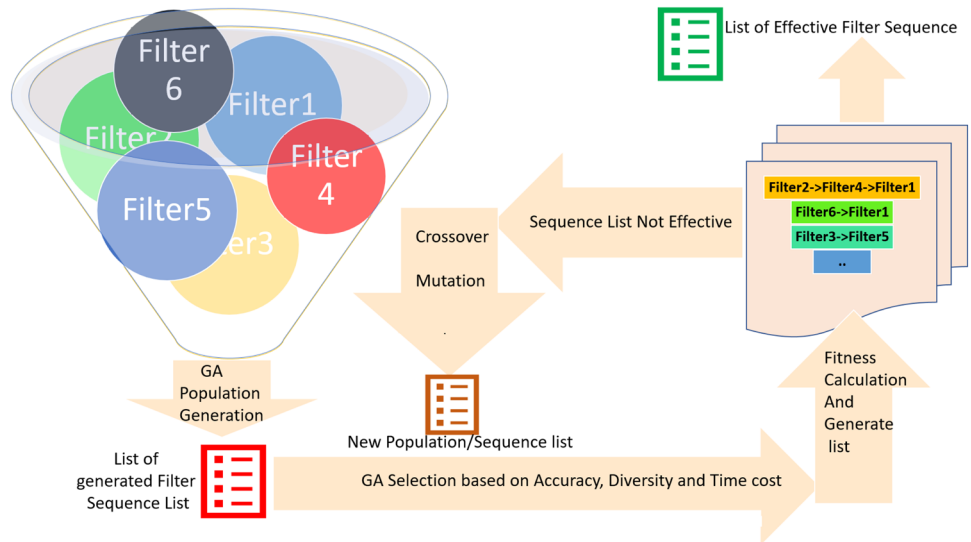 Filter
6
Filter1
Filter2
Filter
4
Filter5
er3
GA
Population
Generation
List of
generated Filter
Sequence List
Crossover
Mutation
.
New Population/Sequence list
GA Selection based on Accuracy, Diversity and Time cost
Sequence List Not Effective
List of Effective Filter Sequence
Filter2->Filter4->Filter1
Filter6->Filter1
Filter3->Filter5
..
Fitness
Calculation
And
Generate
list